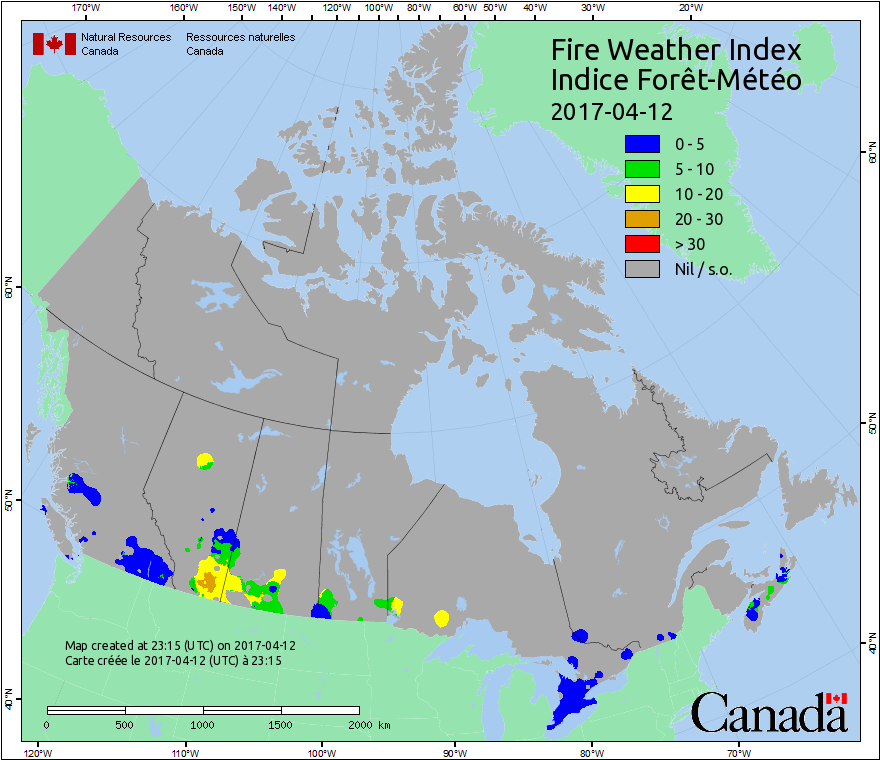 170°W 160°W 150°W 140°W 130°W 120°W 110°W 100°W 90°W 80°W 60°W 50°W 40°W 30°W 20°W
Natural Resources Canada
Ressources naturelles Canada
Fire Weather Index
Indice Forêt-Météo
2017-04-12
0 - 5
5 - 10
10 - 20
20 - 30
> 30
Nil / s.o.
60°N
60°N
50°N
50°N
40°N
40°N
Map created at 23:15 (UTC) on 2017-04-12
Carte créée le 2017-04-12 (UTC) à 23:15
0 500 1000 1500 2000 km
Canada
120°W 110°W 100°W 90°W 80°W 70°W